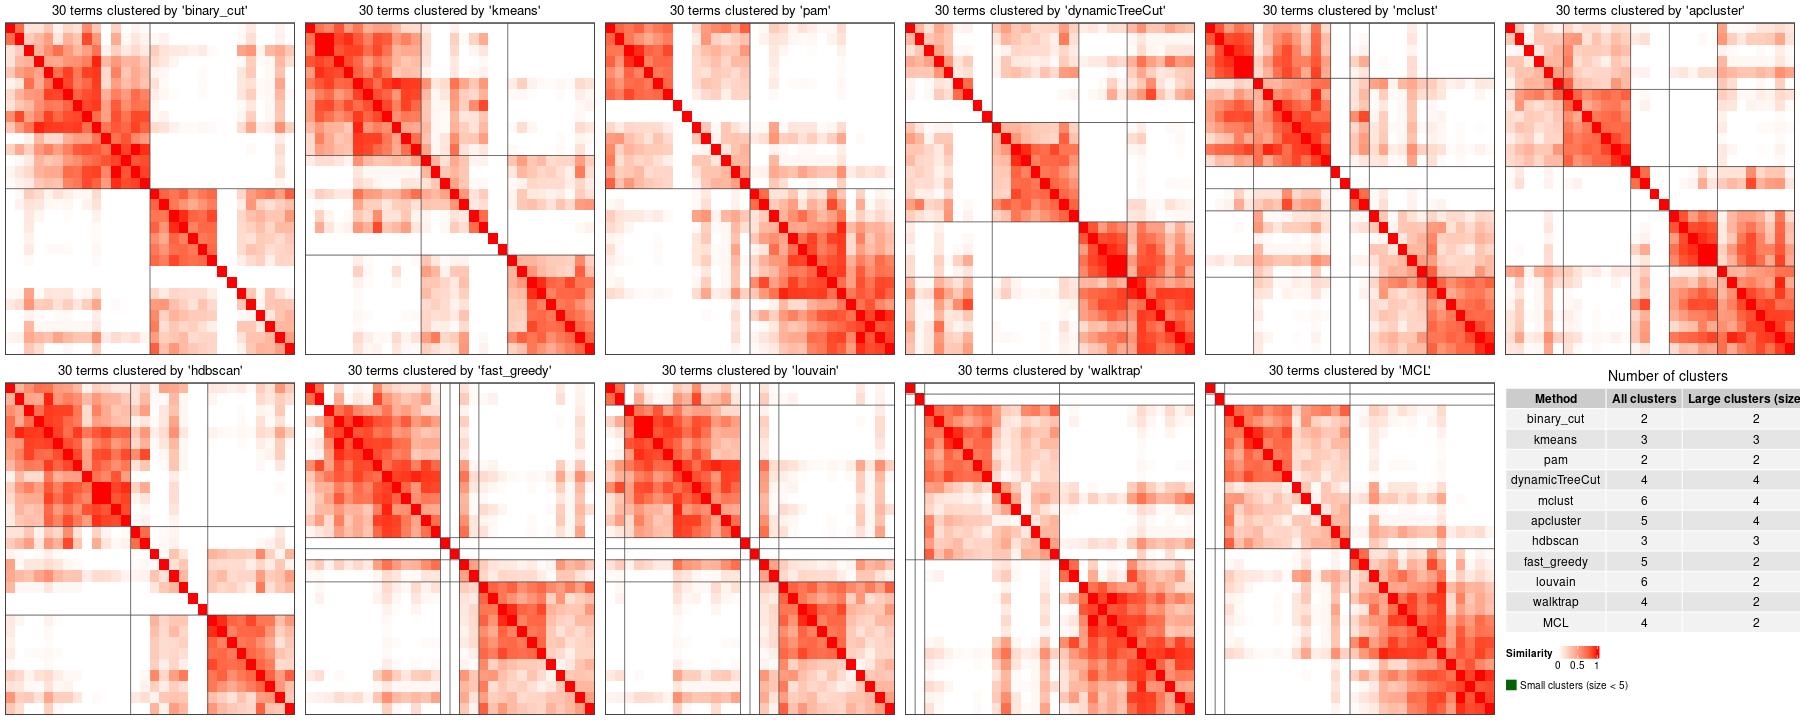 30 terms clustered by 'binary_cut'
30 terms clustered by 'kmeans'
30 terms clustered by 'pam'
30 terms clustered by 'dynamicTreeCut'
30 terms clustered by 'mclust'
30 terms clustered by 'apcluster'
30 terms clustered by 'hdbscan'
30 terms clustered by 'fast_greedy'
30 terms clustered by 'louvain'
30 terms clustered by 'walktrap'
30 terms clustered by 'MCL'
Number of clusters
Method All clusters Large clusters (size
binary_cut 2 2
kmeans 3 3
pam 2 2
dynamicTreeCut 4 4
mclust 6 4
apcluster 5 4
hdbscan 3 3
fast_greedy 5 2
louvain 6 2
walktrap 4 2
MCL 4 2
Similarity
0 0.5 1
Small clusters (size < 5)